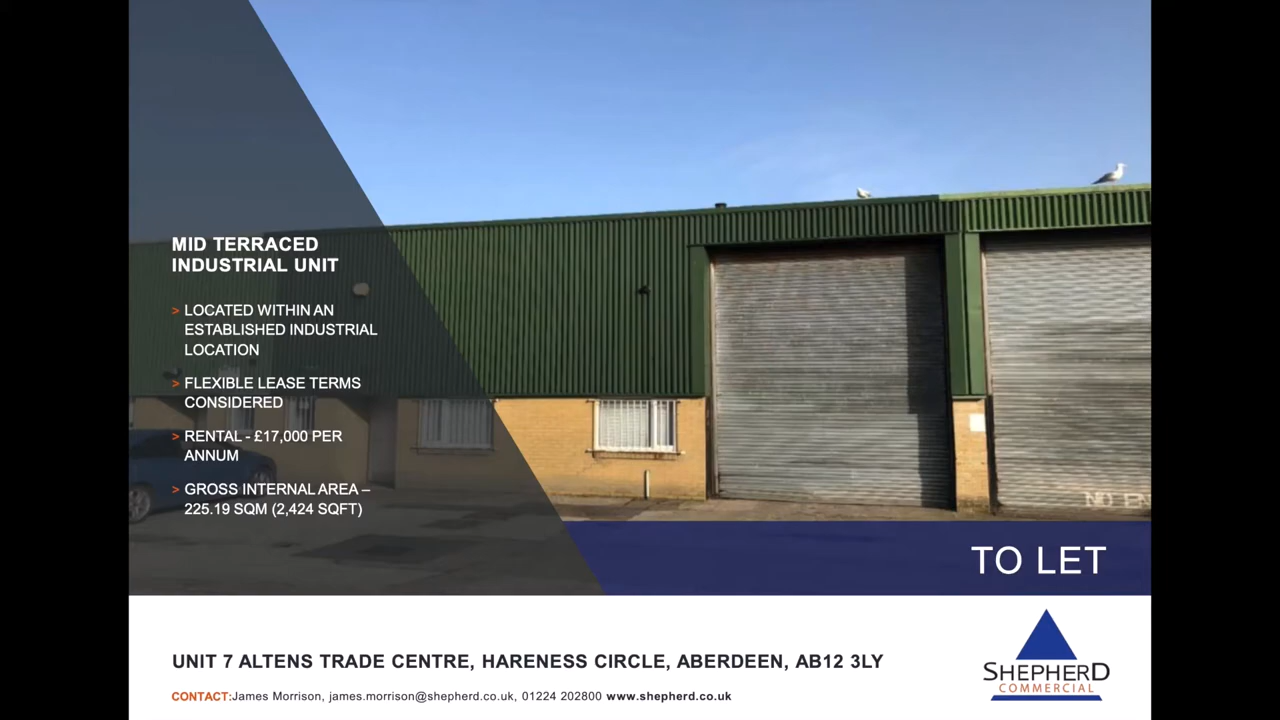 MID TERRACED
INDUSTRIAL UNIT
> LOCATED WITHIN AN
ESTABLISHED INDUSTRIAL
LOCATION
> FLEXIBLE LEASE TERMS
CONSIDERED
> RENTAL - £17,000 PER
ANNUM
> GROSS INTERNAL AREA –
225.19 SQM (2,424 SQFT)
NO EN
TO LET
UNIT 7 ALTENS TRADE CENTRE, HARENESS CIRCLE, ABERDEEN, AB12 3LY
CONTACT:James Morrison, james.morrison@shepherd.co.uk, 01224 202800 www.shepherd.co.uk
SHEPHERD
COMMERCIAL